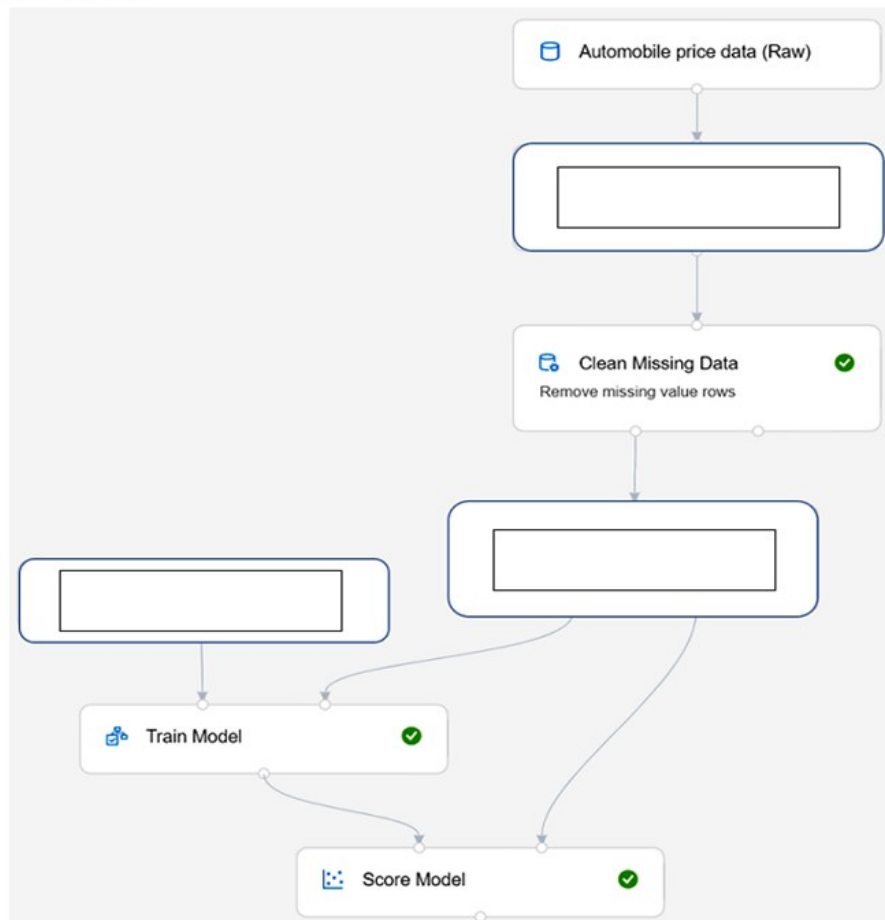 Automobile price data (Raw)
Clean Missing Data
Remove missing value rows
Train Model
Score Model